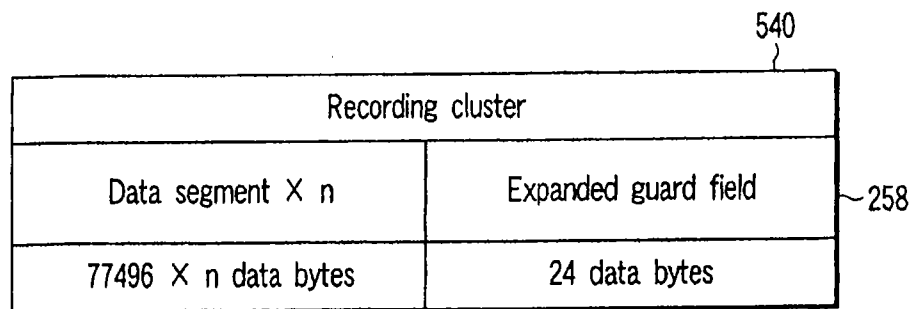 540
Recording cluster
Data segment X n
Expanded guard field
258
77496 X n data bytes
24 data bytes